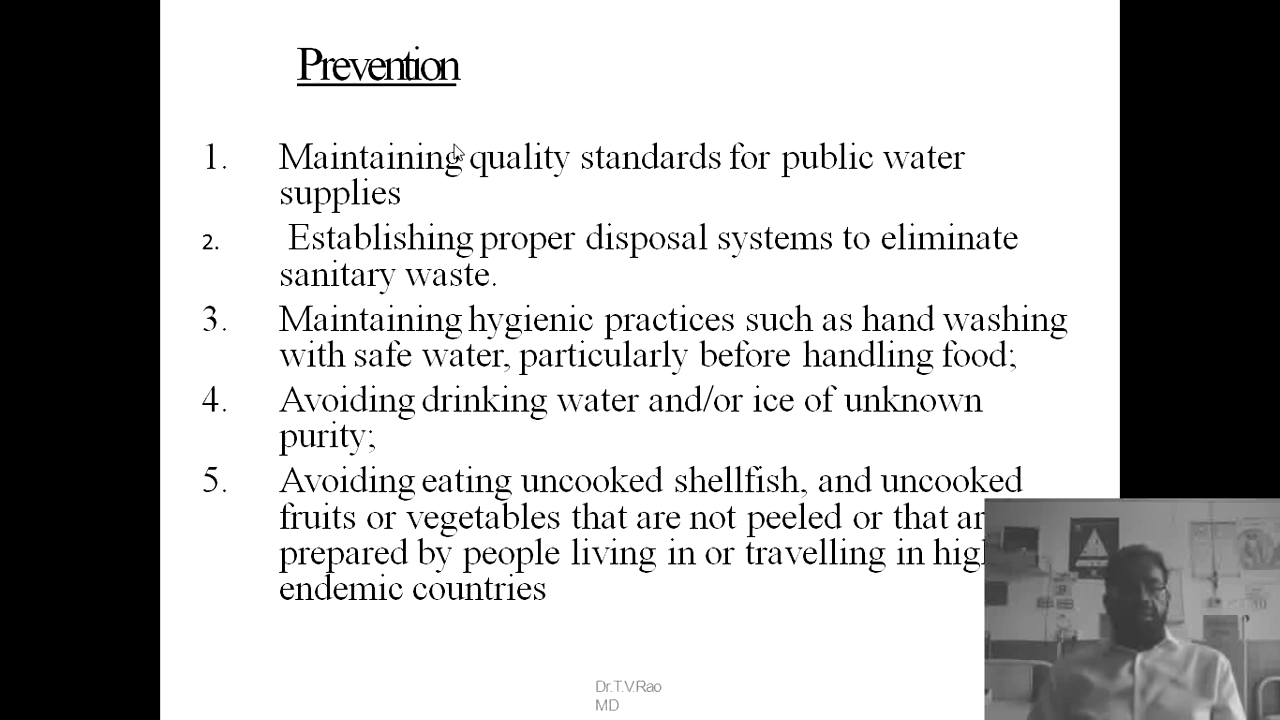 Prevention
1. Maintaining quality standards for public water
supplies
2. Establishing proper disposal systems to eliminate
sanitary waste.
3. Maintaining hygienic practices such as hand washing
with safe water, particularly before handling food;
4. Avoiding drinking water and/or ice of unknown
purity;
5. Avoiding eating uncooked shellfish, and uncooked
fruits or vegetables that are not peeled or that
prepared by people living in or travelling in
endemic countries
Dr.T.V.Rao
MD